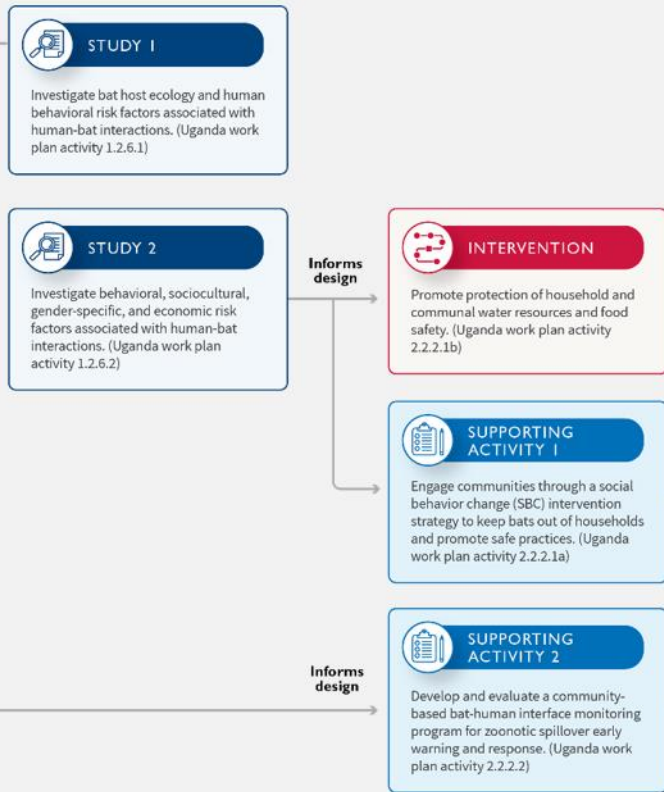 STUDY 1
Investigate bat host ecology and human
behavioral risk factors associated with
human-bat interactions. (Uganda work
plan activity 1.2.6.1)
STUDY 2
Investigate behavioral, sociocultural,
gender-specific, and economic risk
factors associated with human-bat
interactions. (Uganda work plan
activity 1.2.6.2)
Informs
design
INTERVENTION
Promote protection of household and
communal water resources and food
safety. (Uganda work plan activity
2.2.2.1b)
SUPPORTING
ACTIVITY 1
Engage communities through a social
behavior change (SBC) intervention
strategy to keep bats out of households
and promote safe practices. (Uganda
work plan activity 2.2.2.1a)
Informs
design
SUPPORTING
ACTIVITY 2
Develop and evaluate a community-
based bat-human interface monitoring
program for zoonotic spillover early
warning and response. (Uganda work
plan activity 2.2.2.2)